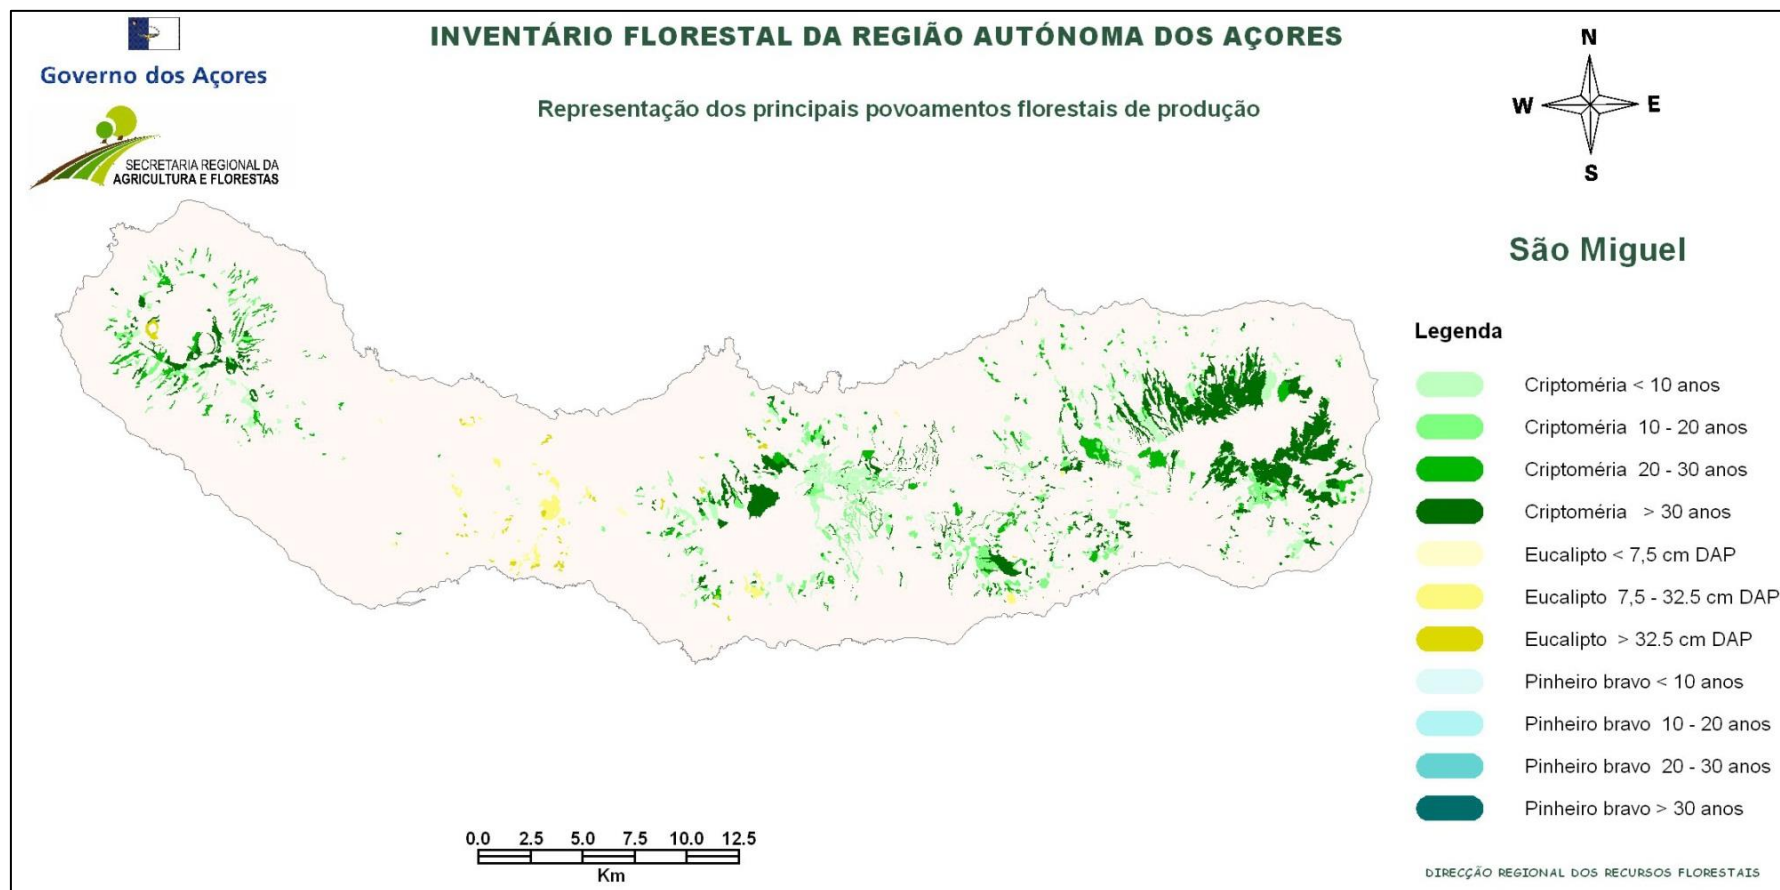 Governo dos Açores
SECRETARIA REGIONAL DA
AGRICULTURA E FLORESTAS
INVENTÁRIO FLORESTAL DA REGIÃO AUTÓNOMA DOS AÇORES
Representação dos principais povoamentos florestais de produção
N
W
E
S
São Miguel
Legenda
Criptoméria < 10 anos
Criptoméria 10 - 20 anos
Criptoméria 20 - 30 anos
Criptoméria > 30 anos
Eucalipto < 7,5 cm DAP
Eucalipto 7,5 - 32.5 cm DAP
Eucalipto > 32.5 cm DAP
Pinheiro bravo < 10 anos
Pinheiro bravo 10 - 20 anos
Pinheiro bravo 20 - 30 anos
Pinheiro bravo > 30 anos
0.0 2.5 5.0 7.5 10.0 12.5
Km
DIRECÇÃO REGIONAL DOS RECURSOS FLORESTAIS